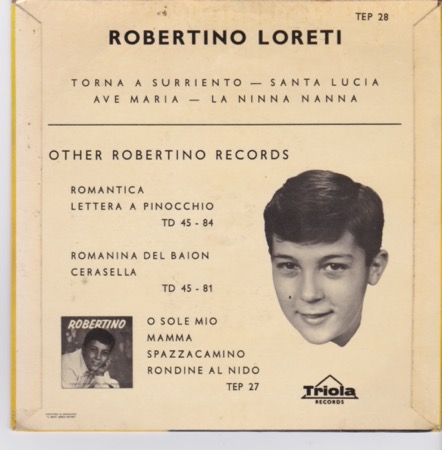 TEP 28
ROBERTINO LORETI
TORNA A SURRIENTO — SANTA LUCIA
AVE MARIA — LA NINNA NANNA
OTHER ROBERTINO RECORDS
ROMANTICA
LETTERA A PINOCCHIO
TD 45 - 84
ROMANINA DEL BAION
CERASELLA
TD 45 - 81
ROBERTINO
O SOLE MIO
MAMMA
SPAZZACAMINO
RONDINE AL NIDO
TEP 27
Triola
RECORDS